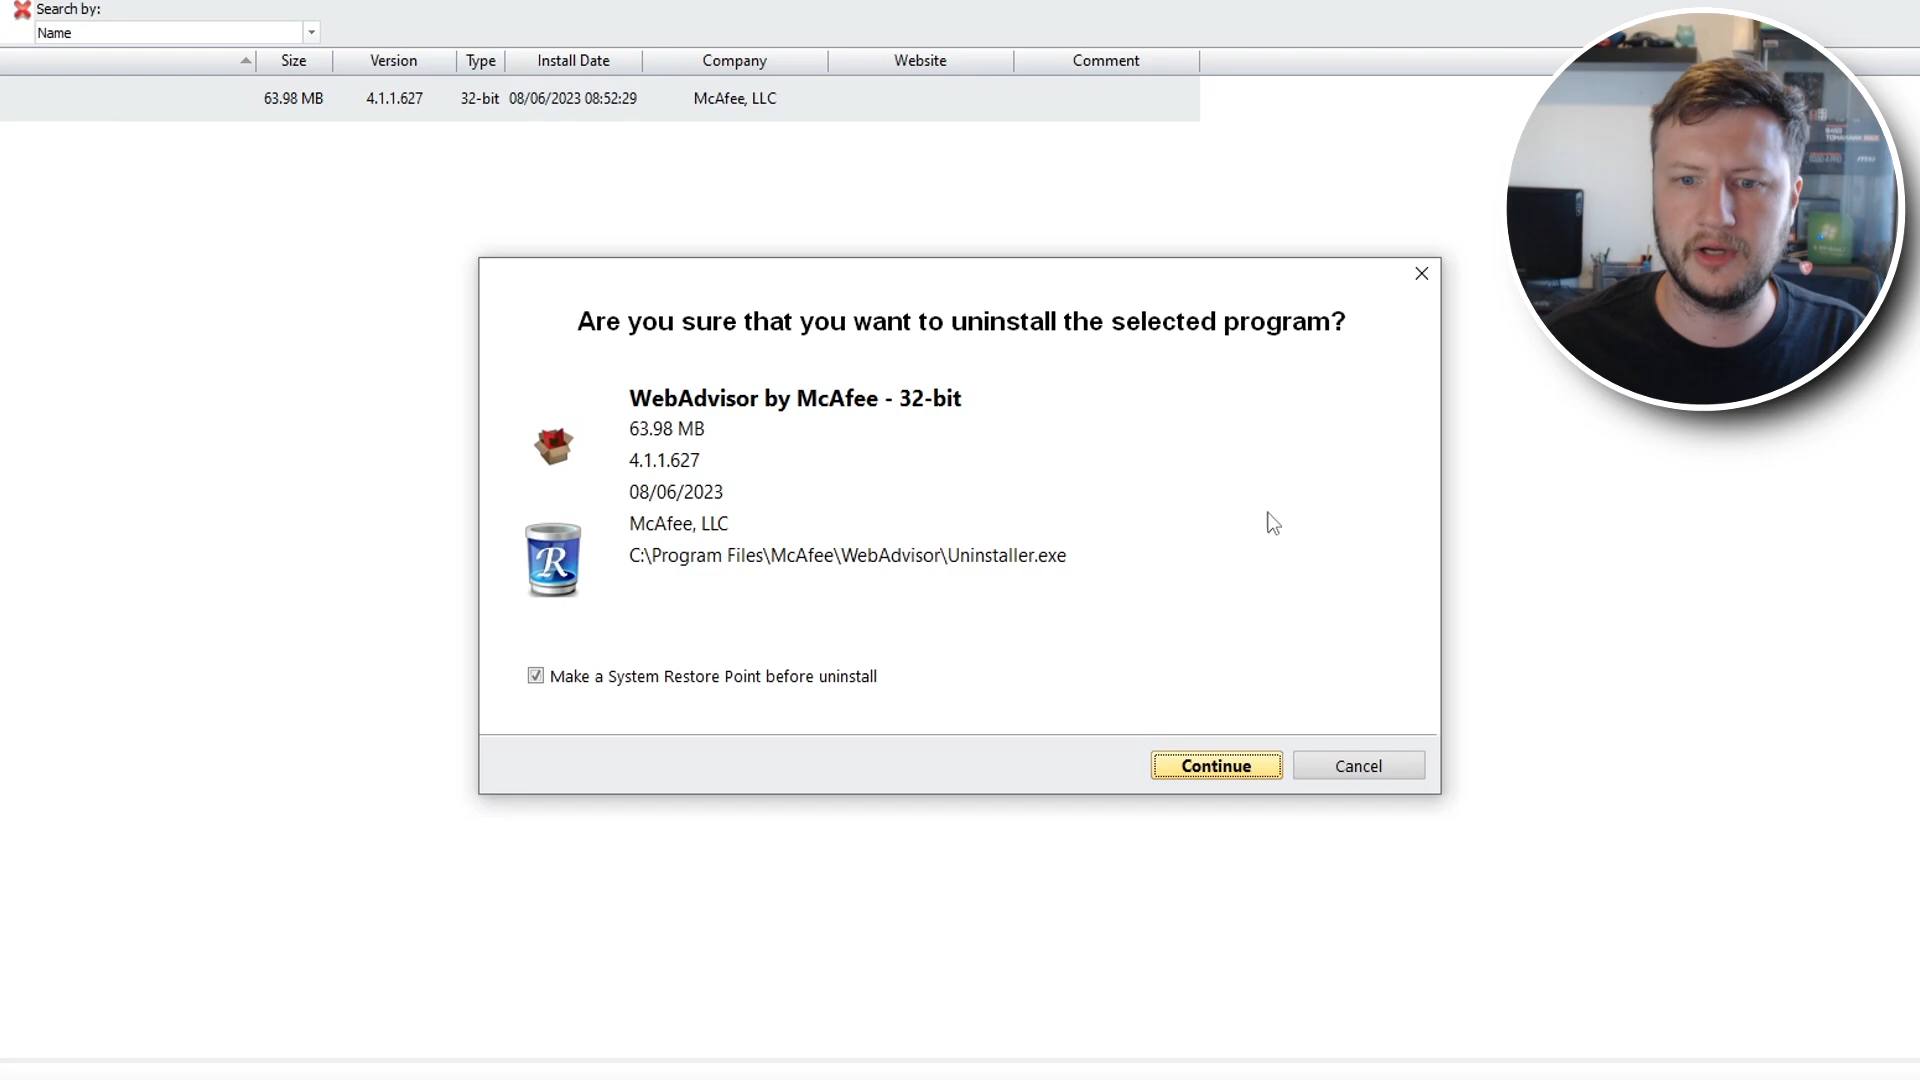 Search by:
Name
Size Version Type Install Date Company Website Comment
63.98 MB 4.1.1.627 32-bit 08/06/2023 08:52:29 McAfee, LLC
Are you sure that you want to uninstall the selected program?
WebAdvisor by McAfee - 32-bit
63.98 MB
4.1.1.627
08/06/2023
McAfee, LLC
C:\Program Files\McAfee\WebAdvisor\Uninstaller.exe
R
Make a System Restore Point before uninstall
Continue Cancel
TOMAHAWK
msi